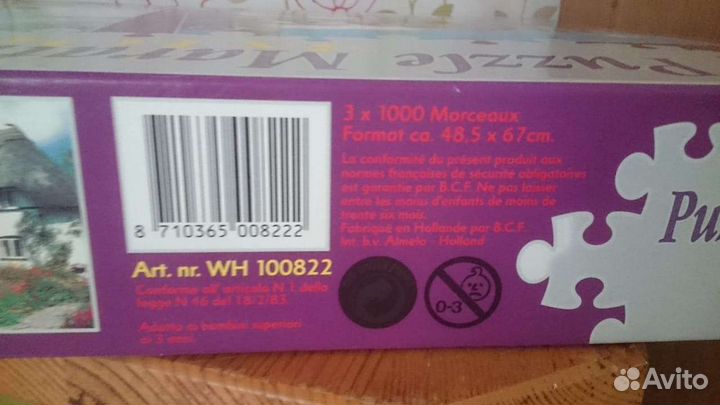 Puzzle
3 x 1000 Morceaux
Format ca. 48,5 x 67cm.
La conformité du présent produit aux
normes françaises de sécurité obligatoires
est garantie par B.C.F. Ne pas laisser
entre les mains d'enfants de moins de
trente six mois.
Fabriqué en Hollande par B.C.F.
Int. b.v. Almelo - Holland
8 710365 008222
Art. nr. WH 100822
Conforme all' articolo N 1 della
legge N 46 del 18/2/83.
Adatto ai bambini superiori
ai 3 anni.
0-3
Puz
Avito